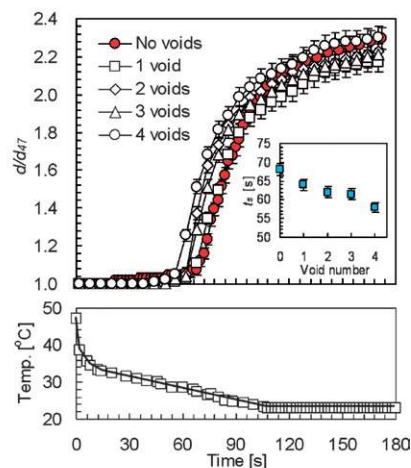 2.4
2.2
2.0
1.8
1.6
1.4
1.2
1.0
d/d47
No voids
1 void
2 voids
3 voids
4 voids
75
70
65
60
55
50
ts [s]
0 1 2 3 4
Void number
50
40
30
20
Temp. [°C]
0 30 60 90 120 150 180
Time [s]